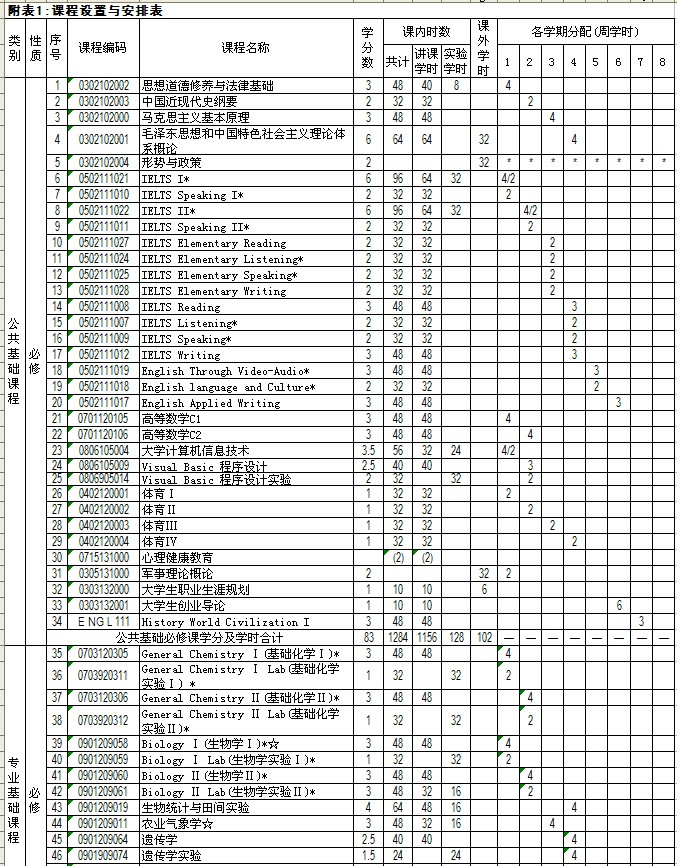 附表1:课程设置与安排表
类别 性质 序号 课程编码 课程名称 学分数 课内时数 课外学时 各学期分配(周学时)
共计 讲课学时 实验学时 1 2 3 4 5 6 7 8
公共基础课程 必修
1 0302102002 思想道德修养与法律基础 3 48 40 8 4
2 0302102003 中国近现代史纲要 2 32 32 2
3 0302102000 马克思主义基本原理 3 48 48 4
4 0302102001 毛泽东思想和中国特色社会主义理论体系概论 6 64 64 32 4
5 0302102004 形势与政策 2 32 * * * * * * * *
6 0502111021 IELTS I* 6 96 64 32 4/2
7 0502111010 IELTS Speaking I* 2 32 32 2
8 0502111022 IELTS II* 6 96 64 32 4/2
9 0502111011 IELTS Speaking II* 2 32 32 2
10 0502111027 IELTS Elementary Reading 2 32 32 2
11 0502111024 IELTS Elementary Listening* 2 32 32 2
12 0502111025 IELTS Elementary Speaking* 2 32 32 2
13 0502111028 IELTS Elementary Writing 2 32 32 2
14 0502111008 IELTS Reading 3 48 48 3
15 0502111007 IELTS Listening* 2 32 32 2
16 0502111009 IELTS Speaking* 2 32 32 2
17 0502111012 IELTS Writing 3 48 48 3
18 0502111019 English Through Video-Audio* 3 48 48 3
19 0502111018 English language and Culture* 2 32 32 2
20 0502111017 English Applied Writing 3 48 48 3
21 0701120105 高等数学C1 3 48 48 4
22 0701120106 高等数学C2 3 48 48 4
23 0806105004 大学计算机信息技术 3.5 56 32 24 4/2
24 0806105009 Visual Basic 程序设计 2.5 40 40 3
25 0806905014 Visual Basic 程序设计实验 2 32 32 2
26 0402120001 体育Ⅰ 1 32 32 2
27 0402120002 体育Ⅱ 1 32 32 2
28 0402120003 体育III 1 32 32 2
29 0402120004 体育IV 1 32 32 2
30 0715131000 心理健康教育 (2) (2)
31 0305131000 军事理论概论 2 32 2
32 0303132000 大学生职业生涯规划 1 10 10 6
33 0303132001 大学生创业导论 1 10 10 6
34 ENGL111 History World Civilization I 3 48 48 3
公共基础必修课学分及学时合计 83 1284 1156 128 102 — — — — — — — —
专业基础课程 必修
35 0703120305 General Chemistry Ⅰ(基础化学Ⅰ)* 3 48 48 4
36 0703920311 General Chemistry Ⅰ Lab(基础化学实验Ⅰ) * 1 32 32 2
37 0703120306 General Chemistry Ⅱ(基础化学Ⅱ)* 3 48 48 4
38 0703920312 General Chemistry Ⅱ Lab(基础化学实验Ⅱ)* 1 32 32 2
39 0901209058 Biology Ⅰ(生物学Ⅰ)*☆ 3 48 48 4
40 0901209059 Biology Ⅰ Lab(生物学实验Ⅰ)* 1 32 32 2
41 0901209060 Biology Ⅱ(生物学Ⅱ)* 3 48 48 4
42 0901209061 Biology Ⅱ Lab(生物学实验Ⅱ)* 3 48 32 16 2
43 0901209019 生物统计与田间实验 4 64 48 16 4
44 0901209011 农业气象学☆ 3 48 32 16 4
45 0901209064 遗传学 2.5 40 40 4
46 0901909074 遗传学实验 1.5 24 24 4